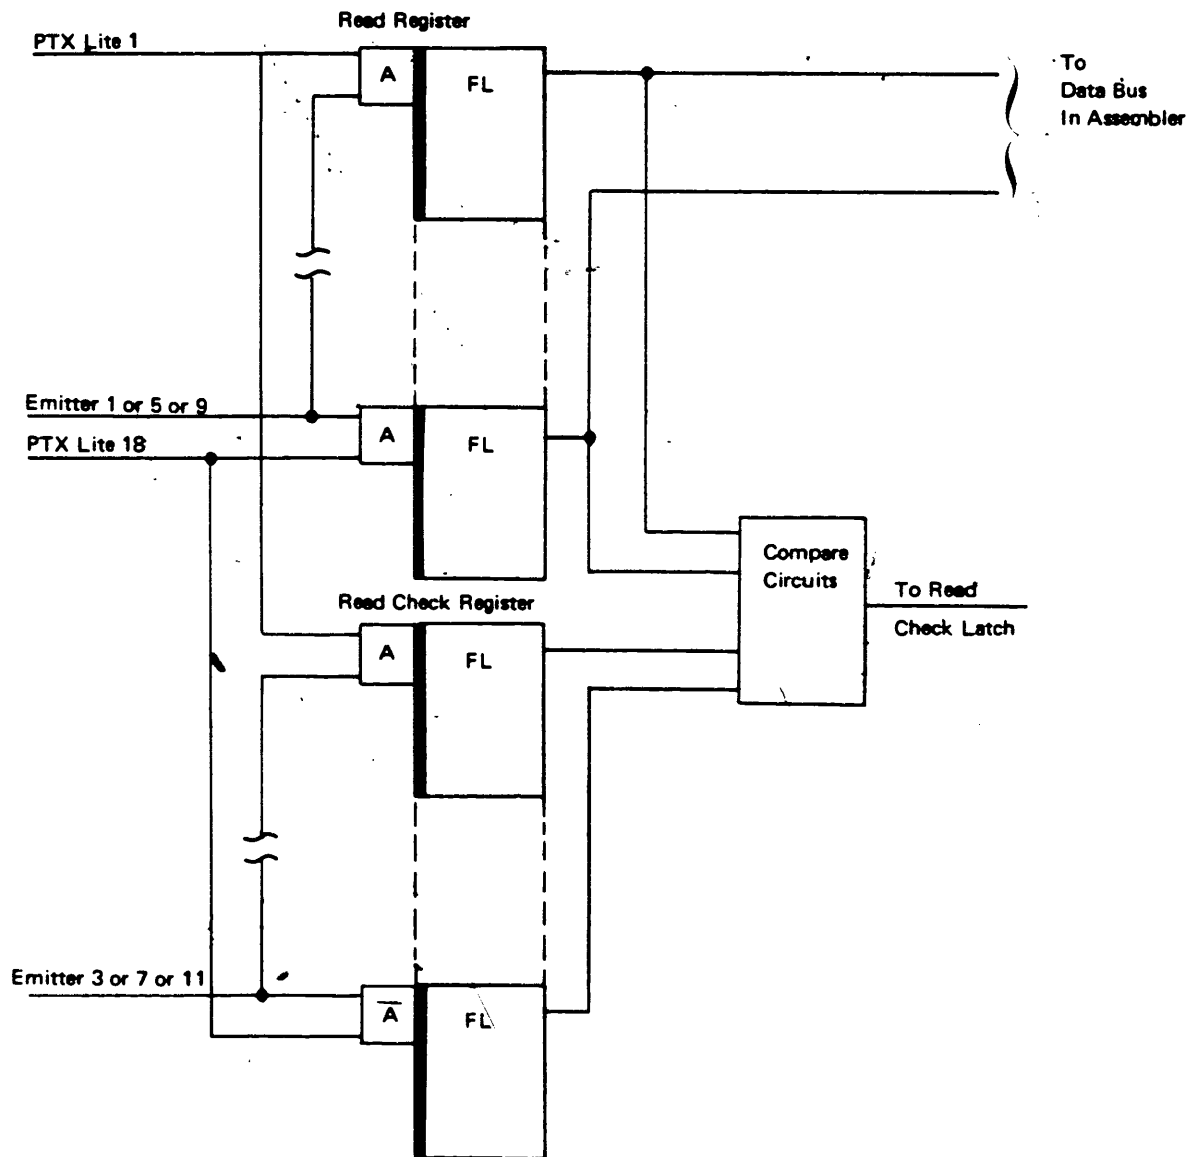 Read Register
PTX Lite 1
A
FL
To
Data Bus
In Assembler
Emitter 1 or 5 or 9
A
FL
PTX Lite 18
Compare
Circuits
To Read
Check Latch
Read Check Register
A
FL
Emitter 3 or 7 or 11
A
FL